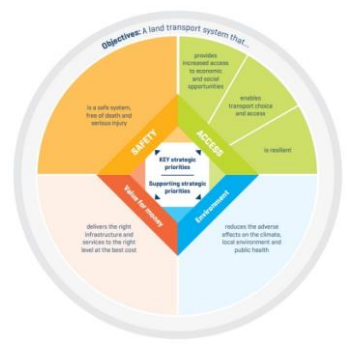 Objectives: A land transport system that...
provides
increased access
to economic
and social
opportunities
enables
transport choice
and access
is resilient
is a safe system,
free of death and
serious injury
SAFETY
ACCESS
KEY strategic
priorities
Supporting strategic
priorities
Value for money
Environment
delivers the right
infrastructure and
services to the right
level at the best cost
reduces the adverse
effects on the climate,
local environment and
public health